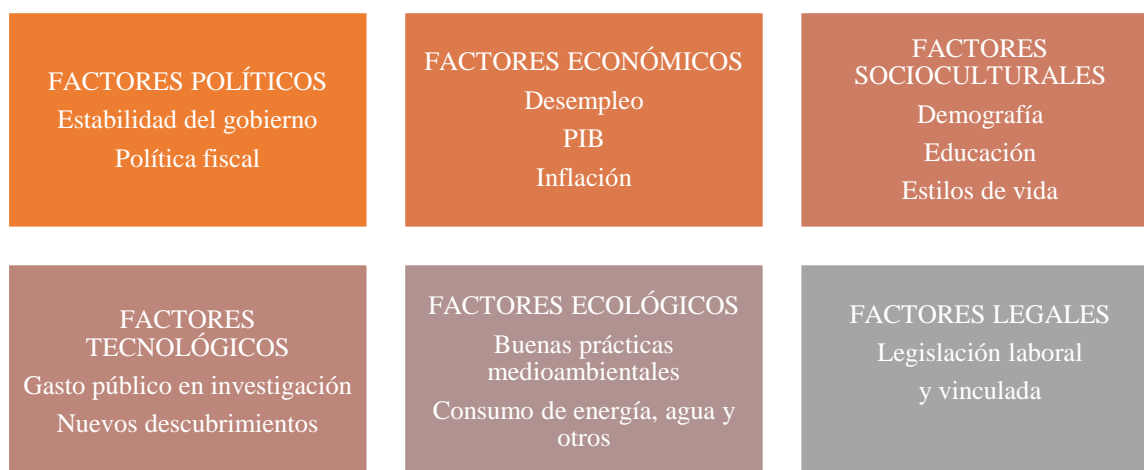 FACTORES POLÍTICOS
Estabilidad del gobierno
Política fiscal
FACTORES ECONÓMICOS
Desempleo
PIB
Inflación
FACTORES
SOCIOCULTURALES
Demografía
Educación
Estilos de vida
FACTORES
TECNOLÓGICOS
Gasto público en investigación
Nuevos descubrimientos
FACTORES ECOLÓGICOS
Buenas prácticas
medioambientales
Consumo de energía, agua y
otros
FACTORES LEGALES
Legislación laboral
y vinculada